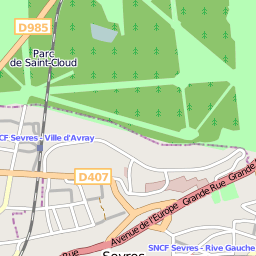 D985
Parc
de Saint-Cloud
SNCF Sevres - Ville d'Avray
D407
Grande Rue
Grande
Avenue de l'Europe
Rue
SNCF Sevres - Rive Gauche
Sevres